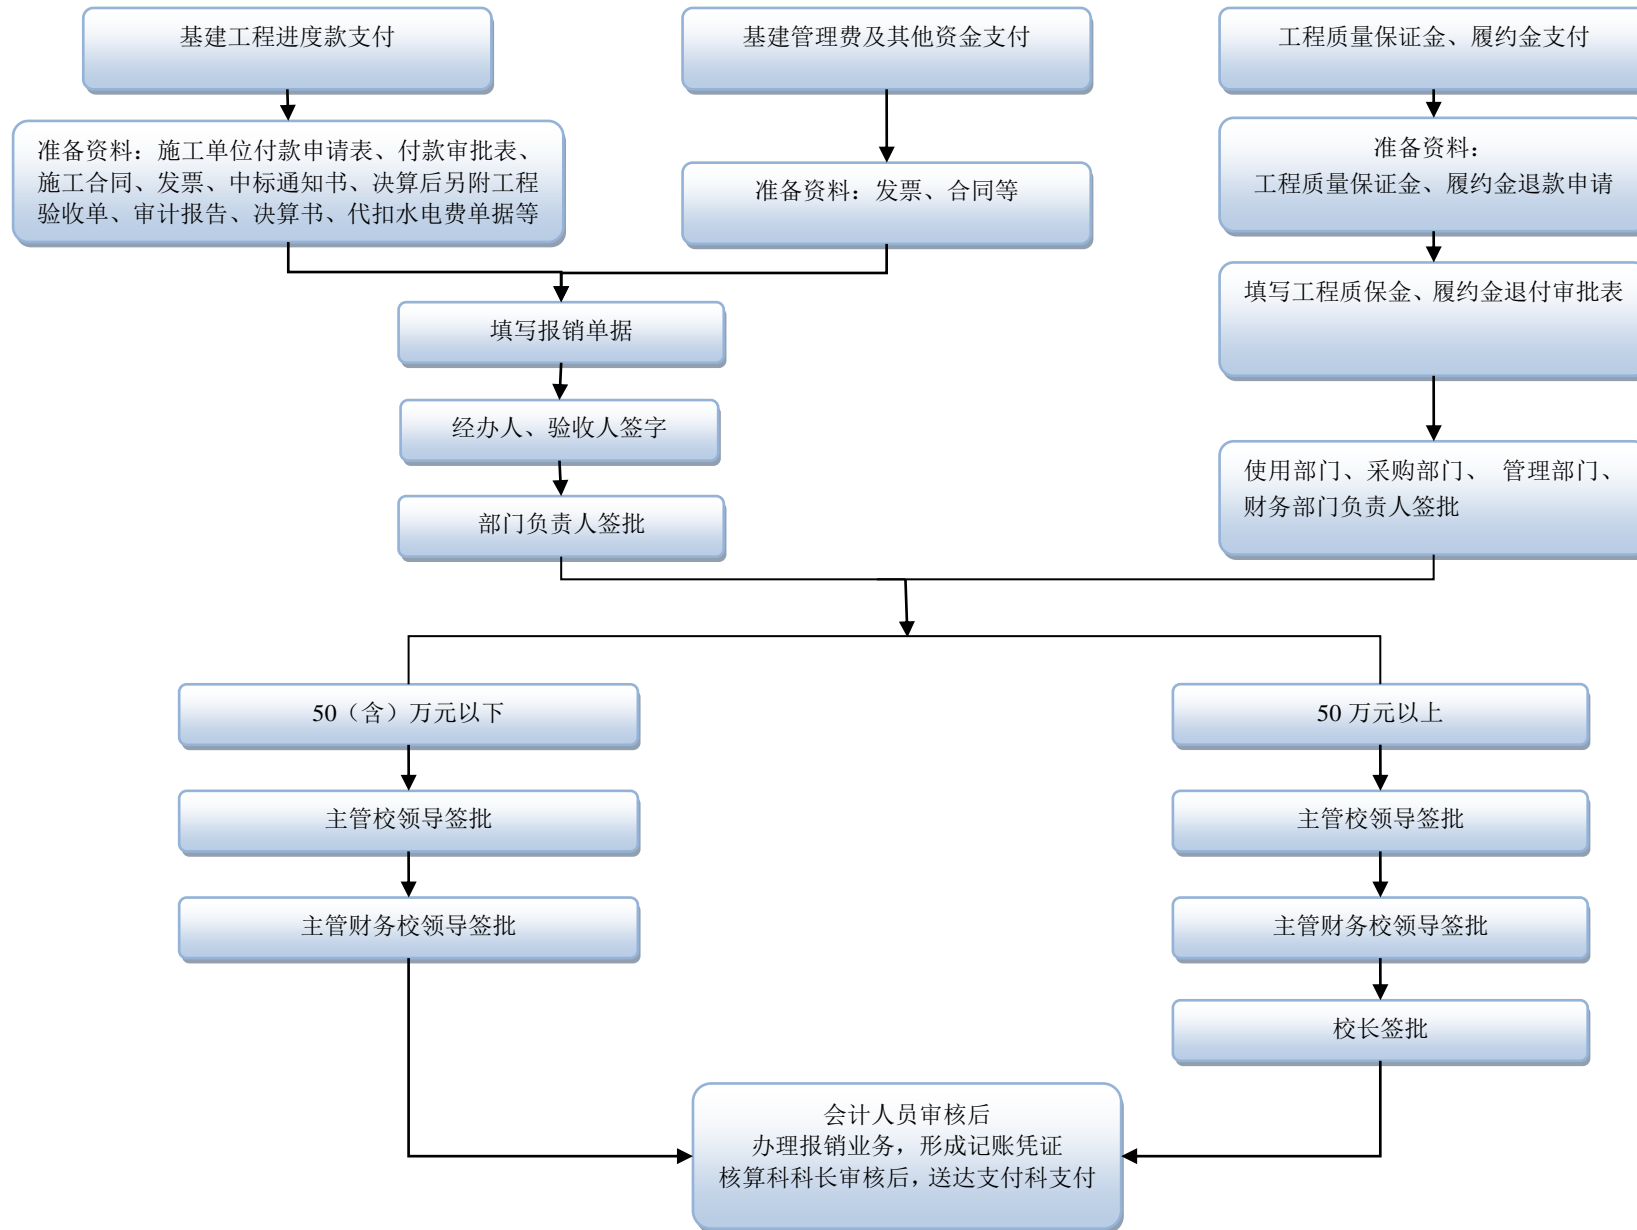 基建工程进度款支付
基建管理费及其他资金支付
工程质量保证金、履约金支付
准备资料：施工单位付款申请表、付款审批表、
施工合同、发票、中标通知书、决算后另附工程
验收单、审计报告、决算书、代扣水电费单据等
准备资料：发票、合同等
准备资料：
工程质量保证金、履约金退款申请
填写工程质保金、履约金退付审批表
填写报销单据
经办人、验收人签字
部门负责人签批
使用部门、采购部门、 管理部门、
财务部门负责人签批
50（含）万元以下
50 万元以上
主管校领导签批
主管校领导签批
主管财务校领导签批
主管财务校领导签批
校长签批
会计人员审核后
办理报销业务，形成记账凭证
核算科科长审核后，送达支付科支付